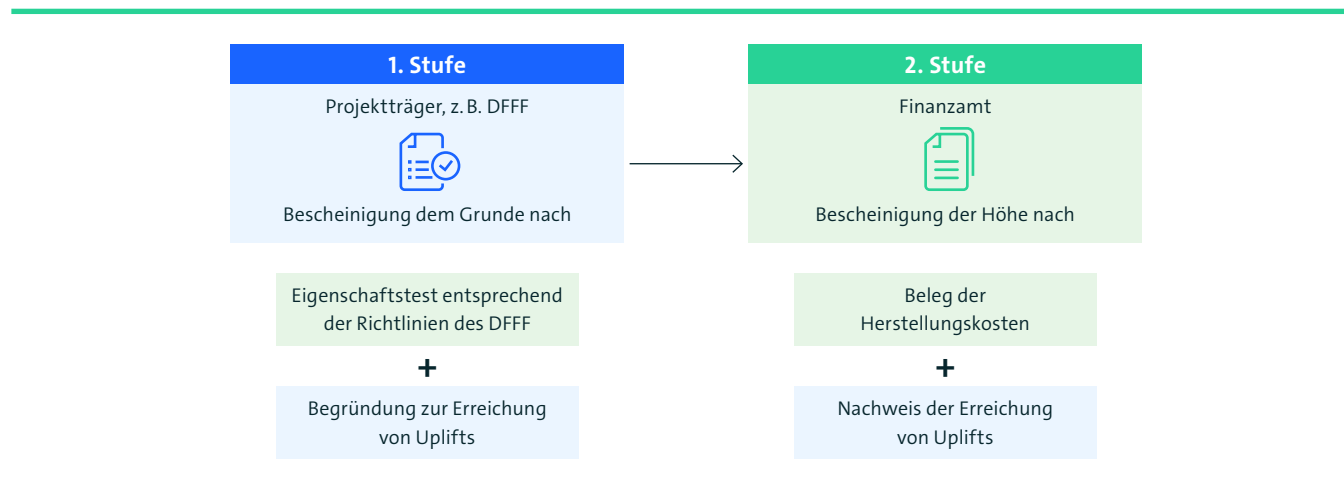 1. Stufe
Projektträger, z. B. DFFF
Bescheinigung dem Grunde nach
Eigenschaftstest entsprechend
der Richtlinien des DFFF
+
Begründung zur Erreichung
von Uplifts
2. Stufe
Finanzamt
Bescheinigung der Höhe nach
Beleg der
Herstellungskosten
+
Nachweis der Erreichung
von Uplifts